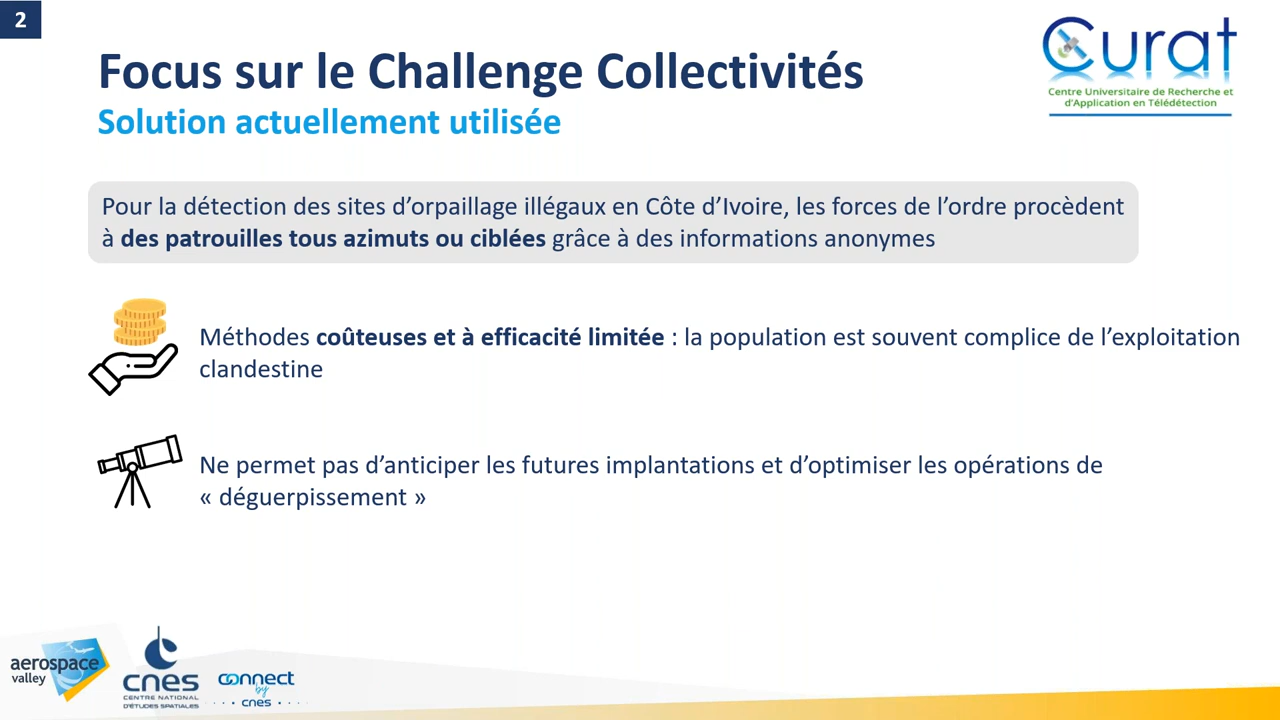 2
Curat
Centre Universitaire de Recherche et
d'Application en Télédétection
Focus sur le Challenge Collectivités
Solution actuellement utilisée
Pour la détection des sites d’orpaillage illégaux en Côte d’Ivoire, les forces de l’ordre procèdent
à des patrouilles tous azimuts ou ciblées grâce à des informations anonymes
Méthodes coûteuses et à efficacité limitée : la population est souvent complice de l’exploitation
clandestine
Ne permet pas d’anticiper les futures implantations et d’optimiser les opérations de
« déguerpissement »
aerospace
valley
cnes
CENTRE NATIONAL
D'ÉTUDES SPATIALES
connect
by
cnes